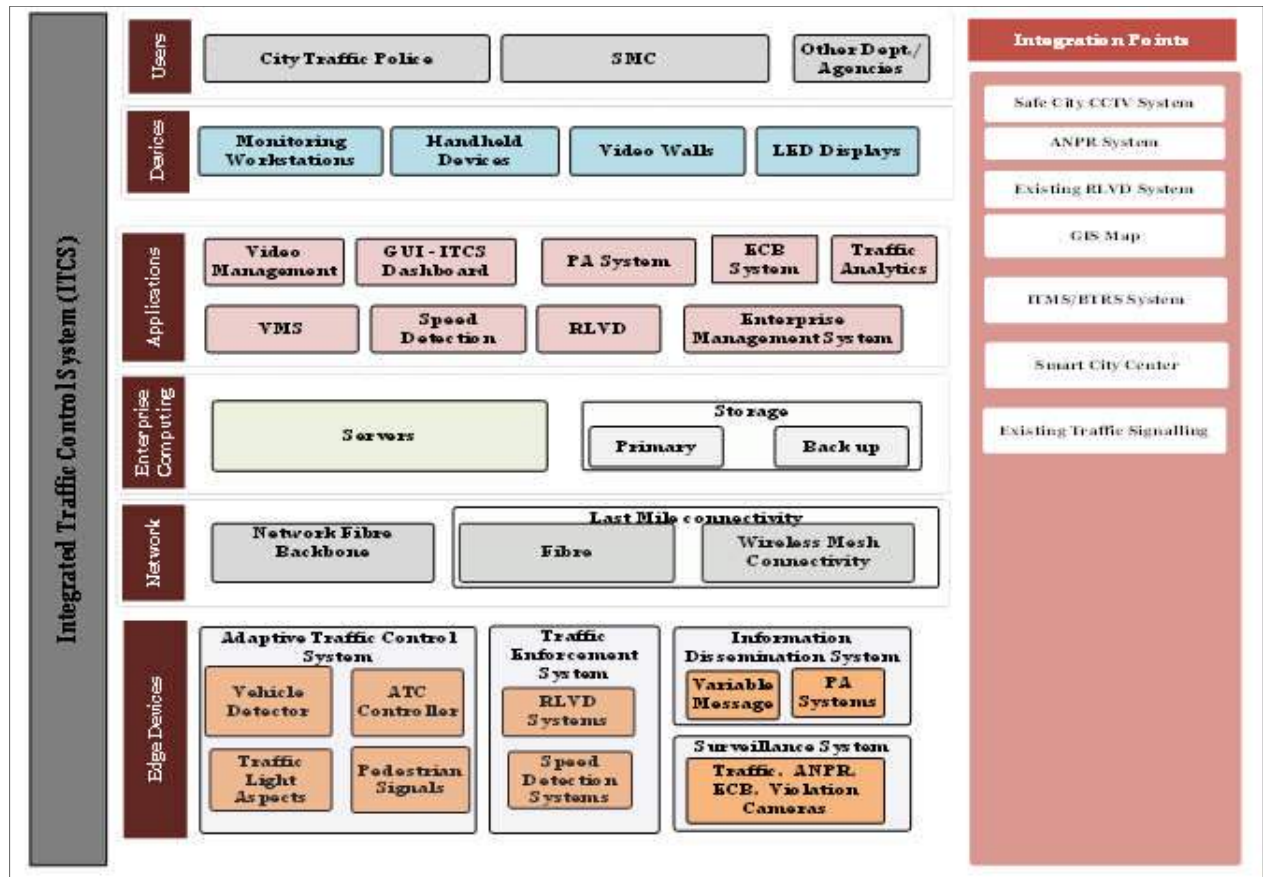 Integrated Traffic Control System (ITCS)
Users
City Traffic Police
SMC
Other Dept./
Agencies
Devices
Monitoring
Workstations
Handheld
Devices
Video Walls
LED Displays
Applications
Video
Management
GUI - ITCS
Dashboard
PA System
ECB
System
Traffic
Analytics
VMS
Speed
Detection
RLVD
Enterprise
Management System
Enterprise
Computing
Servers
Storage
Primary
Back up
Network
Network Fibre
Backbone
Last Mile connectivity
Fibre
Wireless Mesh
Connectivity
Edge Devices
Adaptive Traffic Control
System
Vehicle
Detector
ATC
Controller
Traffic
Light
Aspects
Pedestrian
Signals
Traffic
Enforcement
System
RLVD
Systems
Speed
Detection
Systems
Information
Dissemination System
Variable
Message
PA
Systems
Surveillance System
Traffic, ANPR,
ECB, Violation
Cameras
Integration Points
Safe City CCTV System
ANPR System
Existing RLVD System
GIS Map
ITMS/BTRS System
Smart City Center
Existing Traffic Signalling